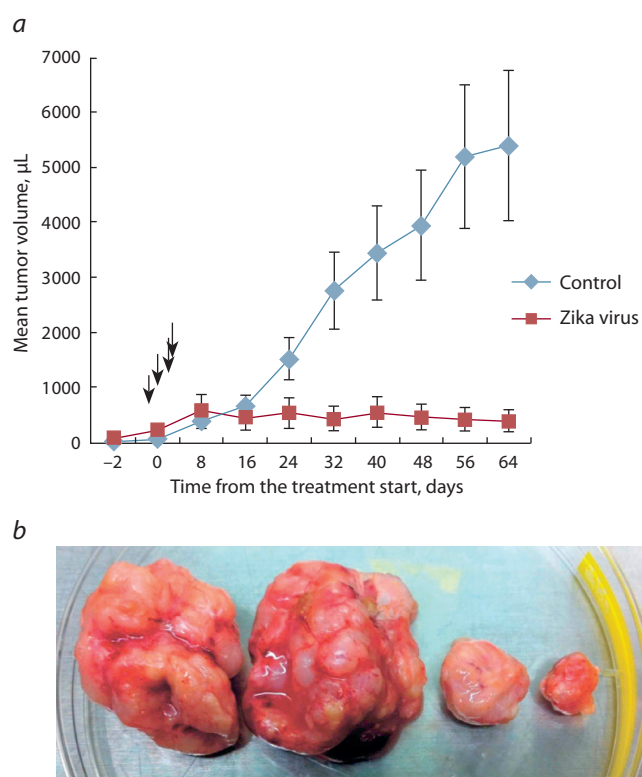 a
7000
6000
5000
4000
3000
2000
1000
0
Mean tumor volume, µL
Control
Zika virus
–2 0 8 16 24 32 40 48 56 64
Time from the treatment start, days
b